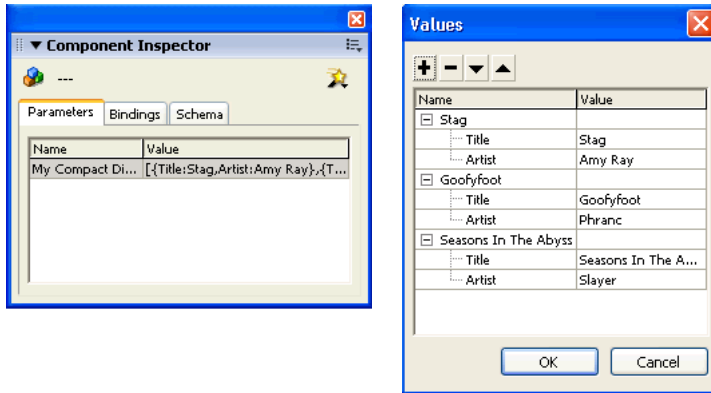 Component Inspector
---
Parameters Bindings Schema
Name Value
My Compact Di... [{Title:Stag,Artist:Amy Ray},{T...
Values
Name Value
Stag
Title Stag
Artist Amy Ray
Goofyfoot
Title Goofyfoot
Artist Phranc
Seasons In The Abyss
Title Seasons In The A...
Artist Slayer
OK Cancel